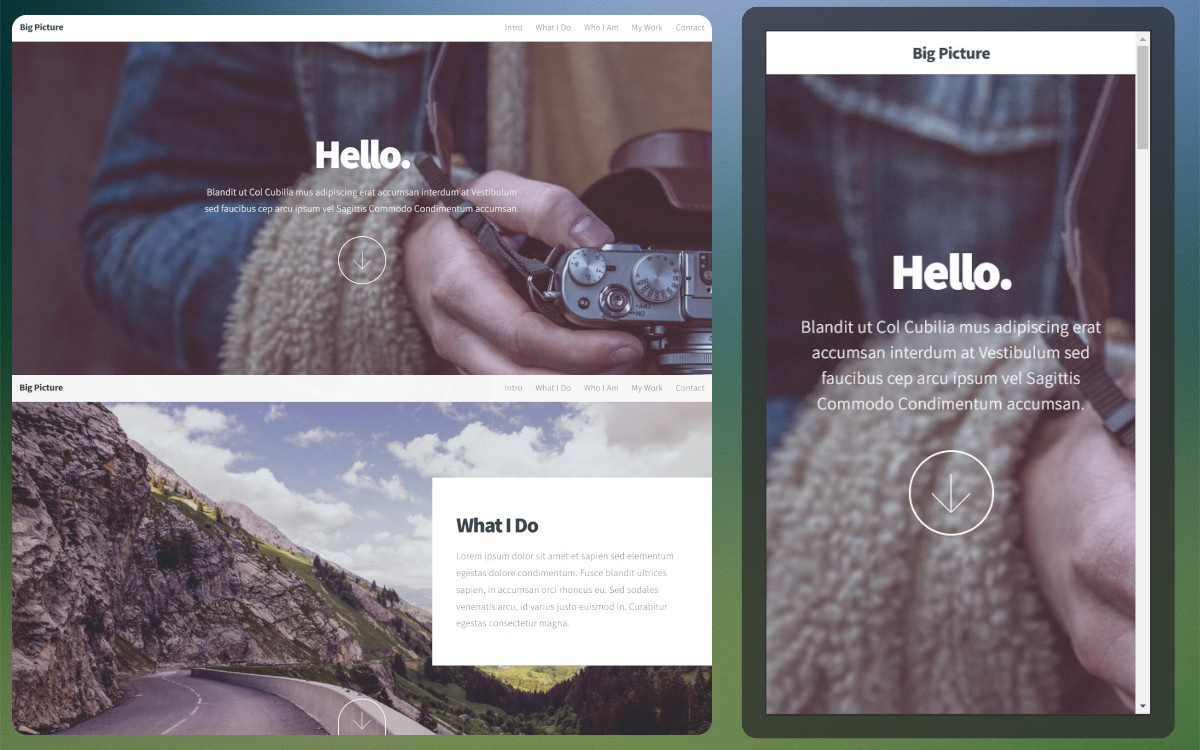 Big Picture
Intro What I Do Who I Am My Work Contact
Hello.
Blandit ut Col Cubilia mus adipiscing erat accumsan interdum at Vestibulum
sed faucibus cep arcu ipsum vel Sagittis Commodo Condimentum accumsan.
OFF
ON
Big Picture
Intro What I Do Who I Am My Work Contact
What I Do
Lorem ipsum dolor sit amet et sapien sed elementum
egestas dolore condimentum. Fusce blandit ultrices
sapien, in accumsan orci rhoncus eu. Sed sodales
venenatis arcu, id varius justo euismod in. Curabitur
egestas consectetur magna.
Big Picture
Hello.
Blandit ut Col Cubilia mus adipiscing erat
accumsan interdum at Vestibulum sed
faucibus cep arcu ipsum vel Sagittis
Commodo Condimentum accumsan.